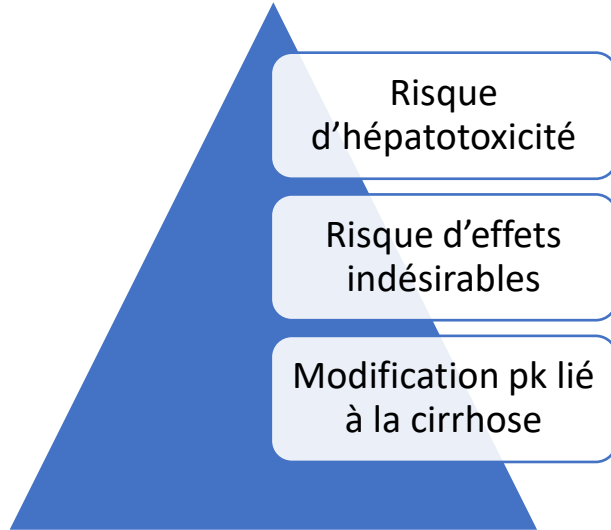 Risque
d’hépatotoxicité
Risque d’effets
indésirables
Modification pk lié
à la cirrhose